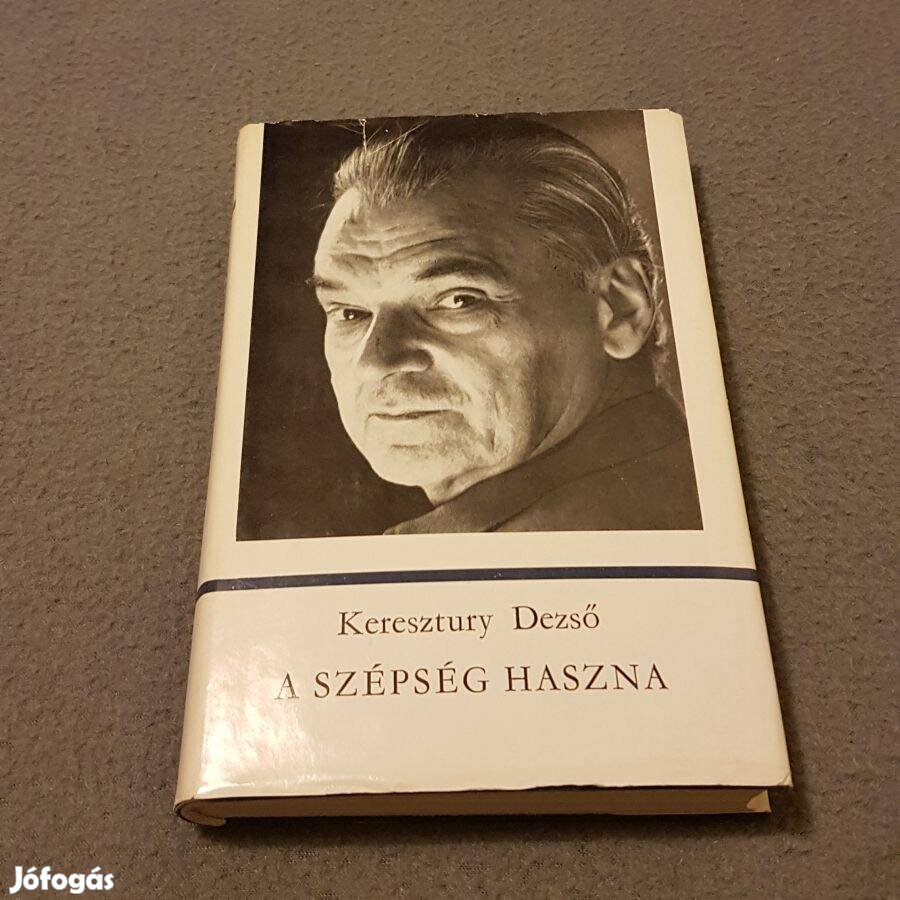 Keresztury Dezső
A SZÉPSÉG HASZNA
Jófogás